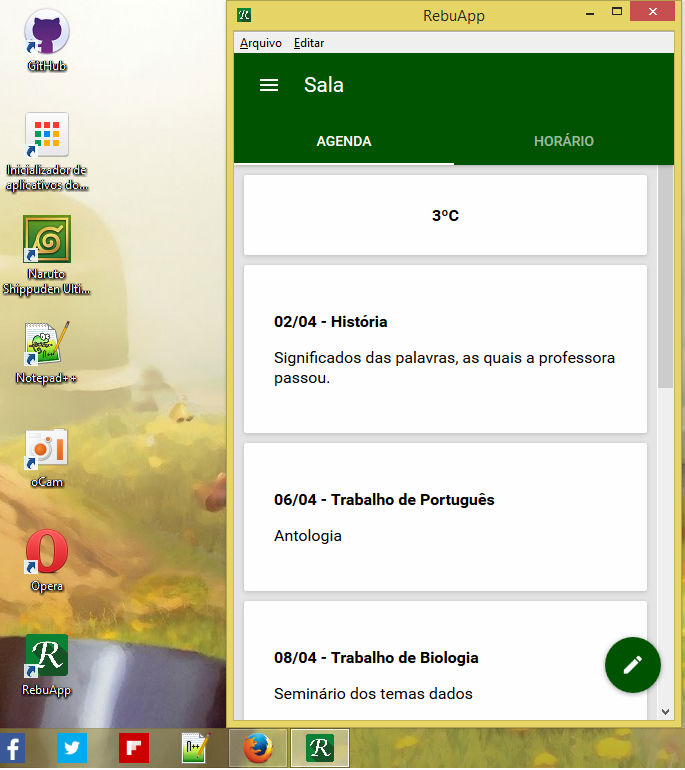 GitHub
Inicializador de
aplicativos do...
Naruto
Shippuden Ulti...
Notepad++
oCam
Opera
RebuApp
RebuApp
Arquivo Editar
Sala
AGENDA HORÁRIO
3ºC
02/04 - História
Significados das palavras, as quais a professora
passou.
06/04 - Trabalho de Português
Antologia
08/04 - Trabalho de Biologia
Seminário dos temas dados